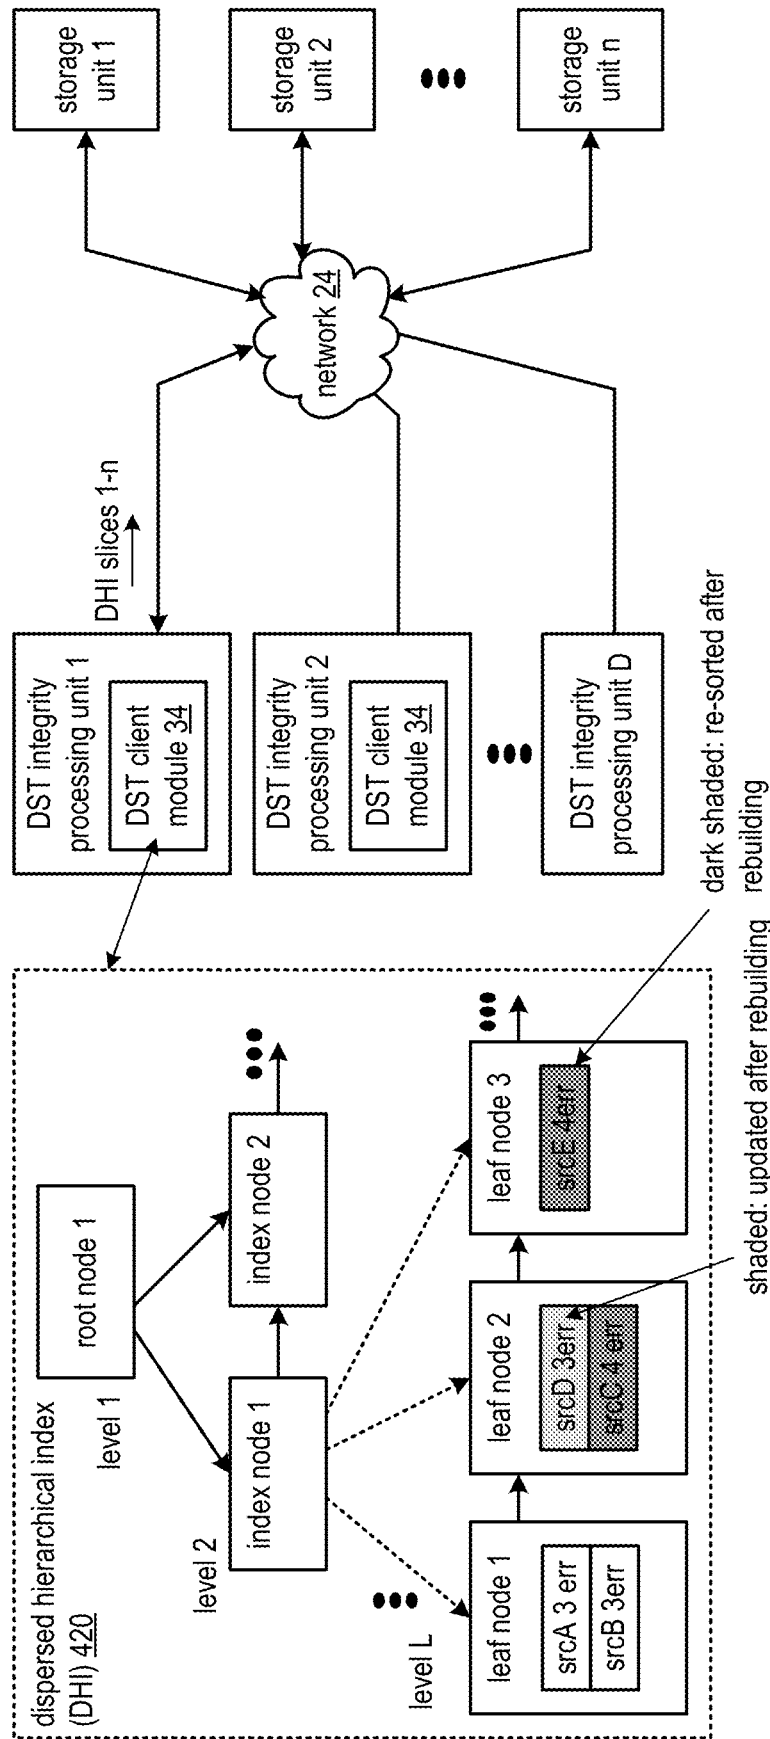 dispersed hierarchical index
(DHI) 420
level 1
root node 1
level 2
index node 1
index node 2
level L
leaf node 1
srcA 3 err
srcB 3err
leaf node 2
srcD 3err
srcC 4 err
leaf node 3
srcE 4err
shaded: updated after rebuilding
dark shaded: re-sorted after
rebuilding
DST integrity
processing unit 1
DST client
module 34
DHI slices 1-n
DST integrity
processing unit 2
DST client
module 34
DST integrity
processing unit D
network 24
storage
unit 1
storage
unit 2
storage
unit n